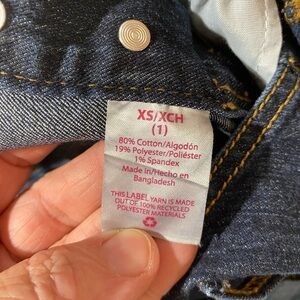 XS/XCH
(1)
80% Cotton/Algodón
19% Polyester/Poliéster
1% Spandex
Made in/Hecho en
Bangladesh
THIS LABEL YARN IS MADE
OUT OF 100% RECYCLED
POLYESTER MATERIALS